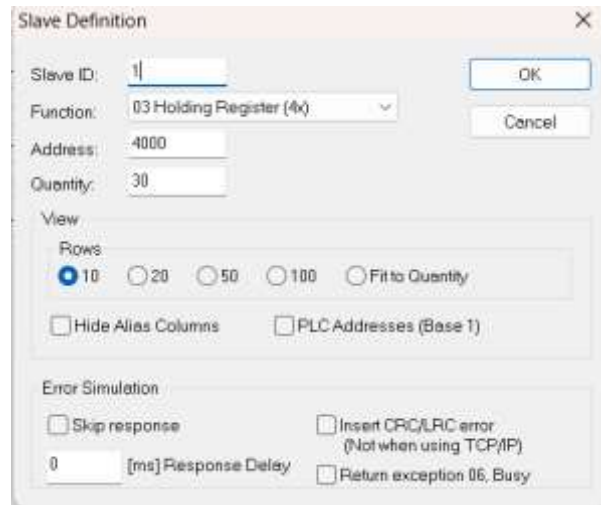 Slave Definition
Slave ID: 1
OK
Function: 03 Holding Register (4x)
Cancel
Address: 4000
Quantity: 30
View
Rows
10 20 50 100 Fit to Quantity
Hide Alias Columns PLC Addresses (Base 1)
Error Simulation
Skip response Insert CRC/LRC error
(Not when using TCP/IP)
0 [ms] Response Delay
Return exception 06, Busy